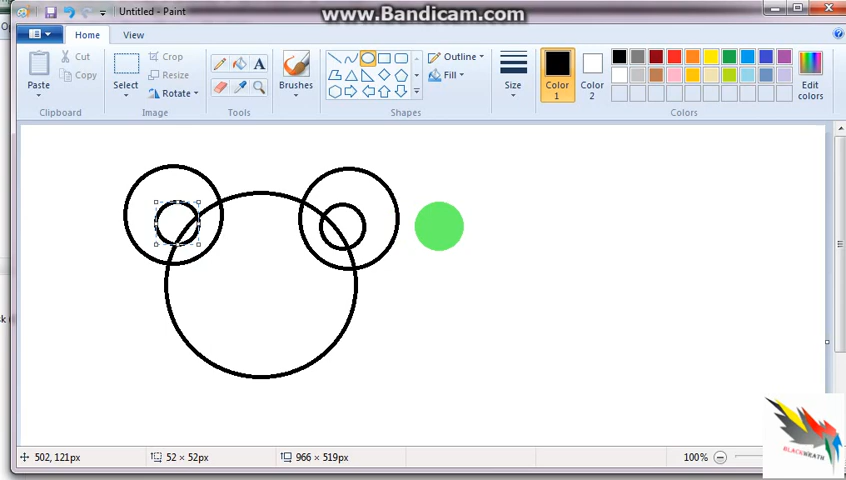 Untitled - Paint
www.Bandicam.com
Home
View
Paste
Cut
Copy
Clipboard
Select
Crop
Resize
Rotate
Image
A
Tools
Brushes
Outline
Fill
Shapes
Size
Color 1
Color 2
Edit colors
Colors
502, 121px
52 × 52px
966 × 519px
100%
BLACKWRATH